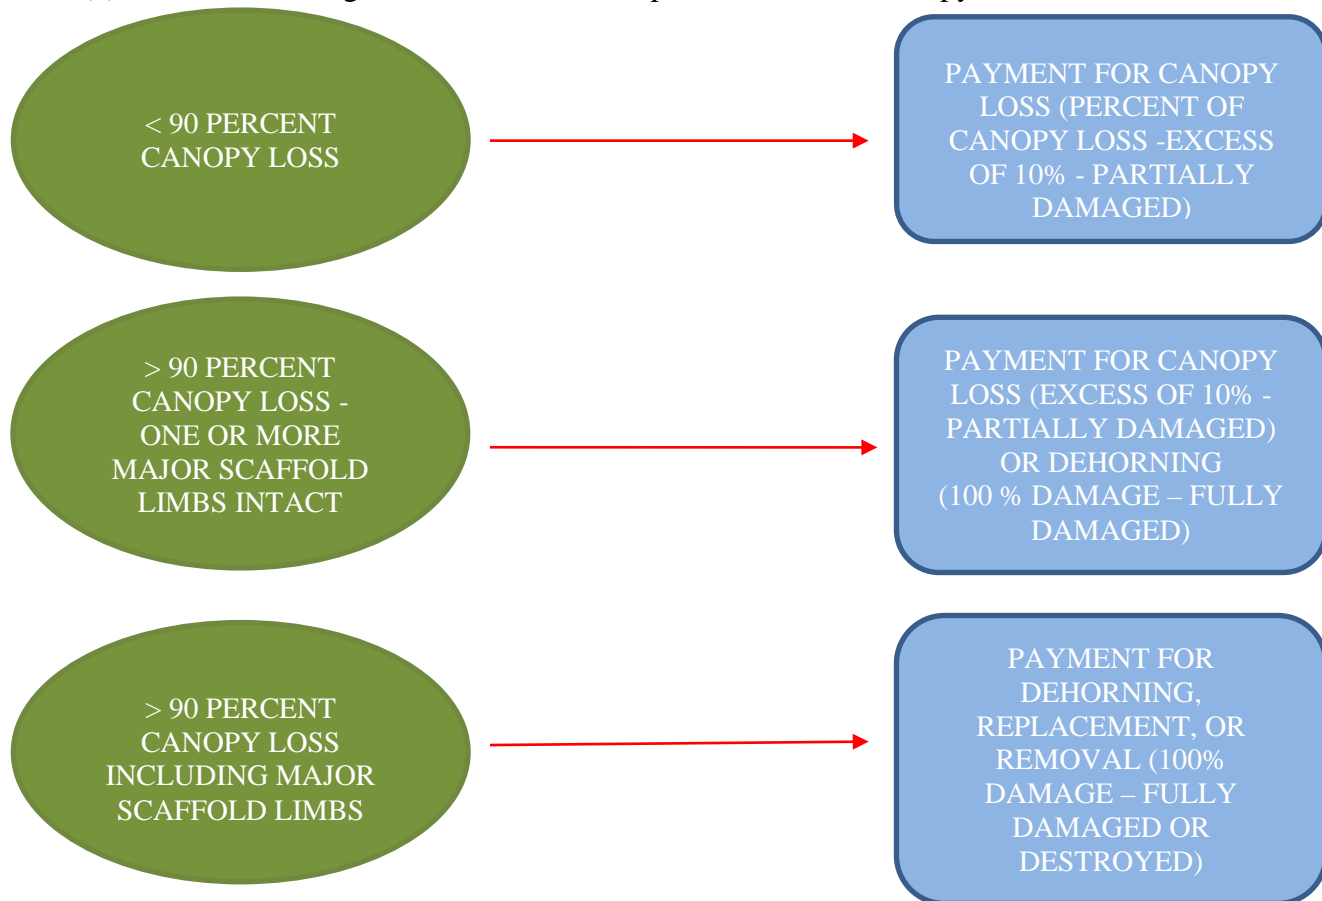 < 90 PERCENT
CANOPY LOSS
PAYMENT FOR CANOPY
LOSS (PERCENT OF
CANOPY LOSS -EXCESS
OF 10% - PARTIALLY
DAMAGED)
> 90 PERCENT
CANOPY LOSS -
ONE OR MORE
MAJOR SCAFFOLD
LIMBS INTACT
PAYMENT FOR CANOPY
LOSS (EXCESS OF 10% -
PARTIALLY DAMAGED)
OR DEHORNING
(100 % DAMAGE – FULLY
DAMAGED)
> 90 PERCENT
CANOPY LOSS
INCLUDING MAJOR
SCAFFOLD LIMBS
PAYMENT FOR
DEHORNING,
REPLACEMENT, OR
REMOVAL (100%
DAMAGE – FULLY
DAMAGED OR
DESTROYED)